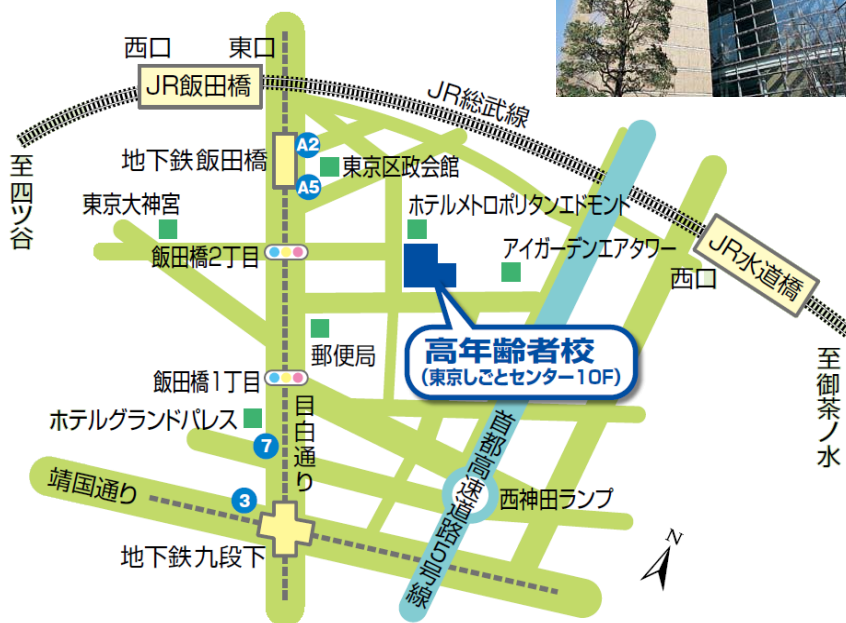 西口
東口
JR飯田橋
JR総武線
至四ツ谷
地下鉄飯田橋
A2
A5
東京区政会館
東京大神宮
ホテルメトロポリタンエドモント
飯田橋2丁目
アイガーデンエアタワー
JR水道橋
西口
高年齢者校
(東京しごとセンター10F)
郵便局
飯田橋1丁目
至御茶ノ水
ホテルグランドパレス
目白通り
7
首都高速道路5号線
靖国通り
3
西神田ランプ
地下鉄九段下
N